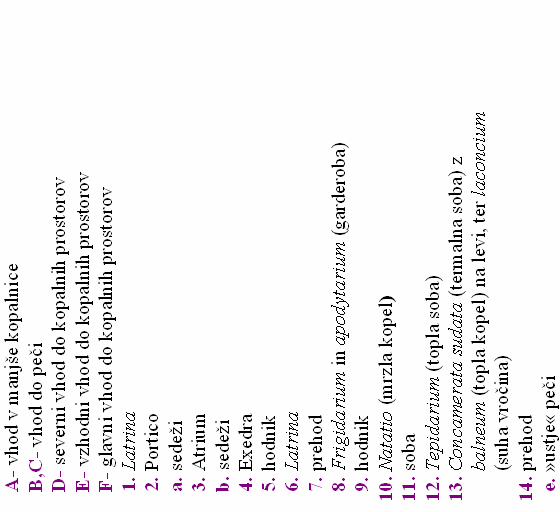 A- vhod v manjše kopalnice
B,C- vhod do peči
D- severni vhod do kopalnih prostorov
E- vzhodni vhod do kopalnih prostorov
F- glavni vhod do kopalnih prostorov
1. Latrina
2. Portico
a. sedeži
3. Atrium
b. sedeži
4. Exedra
5. hodnik
6. Latrina
7. prehod
8. Frigidarium in apodytarium (garderoba)
9. hodnik
10. Natatio (mrzla kopel)
11. soba
12. Tepidarium (topla soba)
13. Concamerata sudata (termalna soba) z
balneum (topla kopel) na levi, ter laconcium
(suha vročina)
14. prehod
e. »ustje« peči